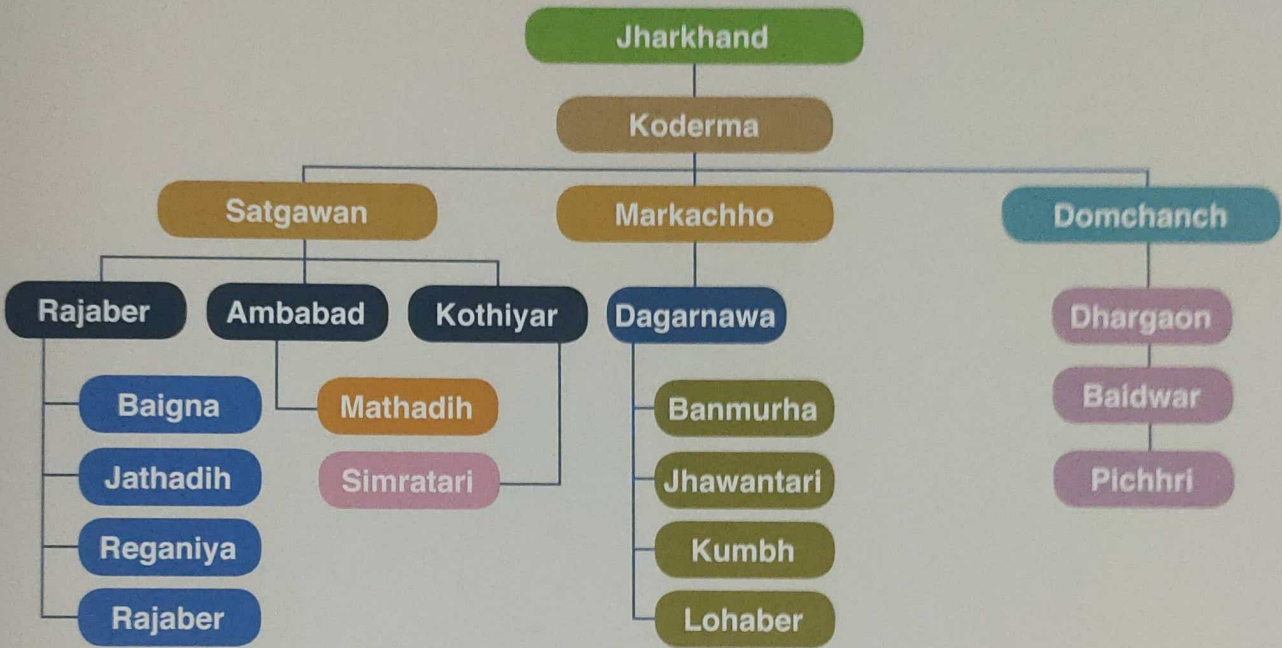 Jharkhand
Koderma
Satgawan
Markachho
Domchanch
Rajaber
Ambabad
Kothiyar
Dagarnawa
Dhargaon
Baigna
Mathadih
Banmurha
Baidwar
Jathadih
Simratari
Jhawantari
Pichhri
Reganiya
Kumbh
Rajaber
Lohaber